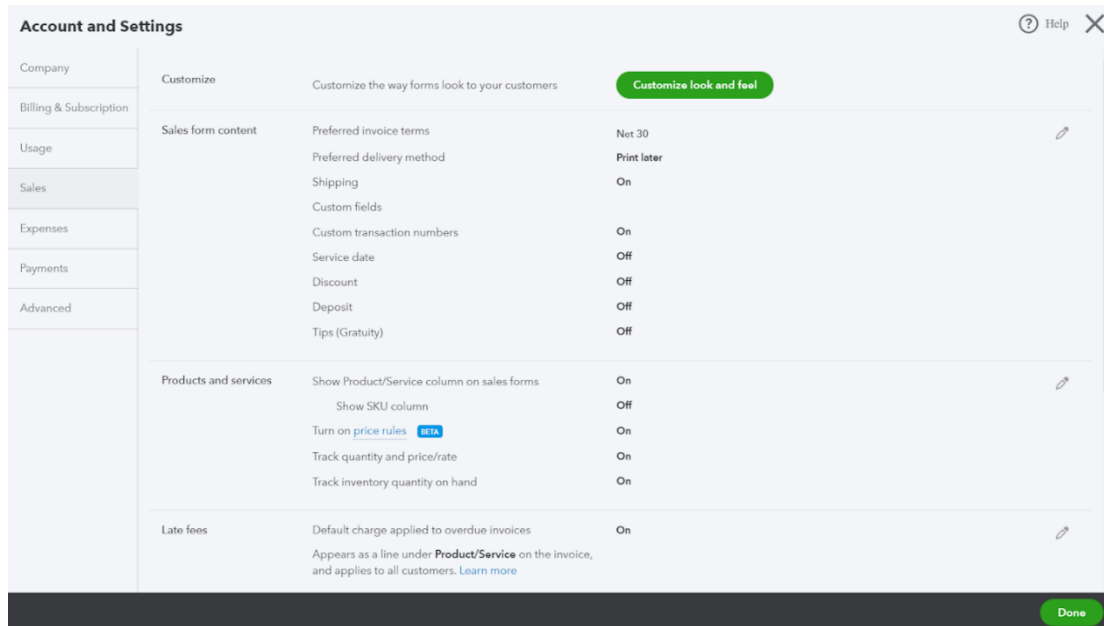 Account and Settings
Help
Company
Billing & Subscription
Usage
Sales
Expenses
Payments
Advanced
Customize
Customize the way forms look to your customers
Customize look and feel
Sales form content
Preferred invoice terms Net 30
Preferred delivery method Print later
Shipping On
Custom fields
Custom transaction numbers On
Service date Off
Discount Off
Deposit Off
Tips (Gratuity) Off
Products and services
Show Product/Service column on sales forms On
Show SKU column Off
Turn on price rules BETA On
Track quantity and price/rate On
Track inventory quantity on hand On
Late fees
Default charge applied to overdue invoices On
Appears as a line under Product/Service on the invoice,
and applies to all customers. Learn more
Done